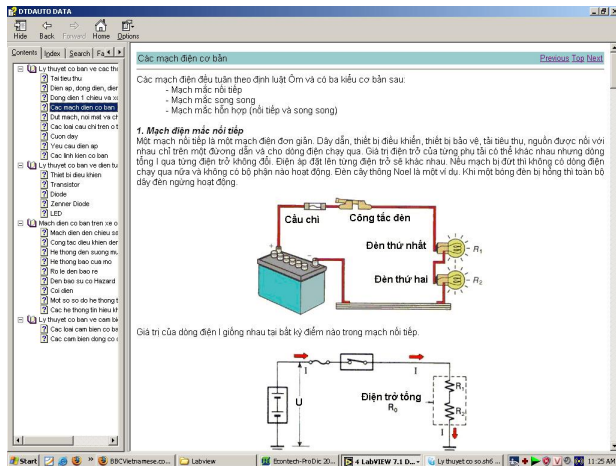 DTDAUTO DATA
Hide Back Forward Home Options
Contents Index Search Fa
Ly thuyet co ban ve cac thi
Tai tieu thu
Dien ap, dong dien, dien
Dong dien 1 chieu va xo
Cac mach dien co ban
Dut mach, noi mat va ch
Cac loai cau chi tren o t
Cuon day
Yeu cau dien ap
Cac linh kien co ban
Ly thuyet co ban ve dien tu
Thiet bi dieu khien
Transistor
Diode
Zenner Diode
LED
Mach dien co ban tren xe o
Mach dien den chieu sa
Cong tac dieu khien den
He thong den suong mu
He thong bao cua mo
Ro le den bao re
Den bao su co Hazard
Coi dien
Mot so so do he thong t
Cac he thong tin hieu kh
Ly thuyet co ban ve cam bi
Cac loai cam bien co ba
Cac cam bien dong co d
Các mạch điện cơ bản
Previous Top Next
Các mạch điện đều tuân theo định luật Ôm và có ba kiểu cơ bản sau:
- Mạch mắc nối tiếp
- Mạch mắc song song
- Mạch mắc hỗn hợp (nối tiếp và song song)
1. Mạch điện mắc nối tiếp
Một mạch nối tiếp là một mạch điện đơn giản. Dây dẫn, thiết bị điều khiển, thiết bị bảo vệ, tải tiêu thụ, nguồn được nối với
nhau chỉ trên một đường dẫn và cho dòng điện chạy qua. Giá trị điện trở của từng phụ tải có thể khác nhau nhưng dòng
tổng I qua từng điện trở không đổi. Điện áp đặt lên từng điện trở sẽ khác nhau. Nếu mạch bị đứt thì không có dòng điện
chạy qua nữa và không có bộ phận nào hoạt động. Đèn cây thông Noel là một ví dụ. Khi một bóng đèn bị hỏng thì toàn bộ
dây đèn ngừng hoạt động.
Cầu chì
Công tắc đèn
Đèn thứ nhất
R1
Đèn thứ hai
R2
Giá trị của dòng điện I giống nhau tại bất kỳ điểm nào trong mạch nối tiếp.
I
I
U
Điện trở tổng
R0
R1
R2
I
Start
BBCVietnamese.co...
Labview
Econtech-ProDic 20...
4 LabVIEW 7.1 D...
Ly thuyet co so.sh6 ...
11:25 AM